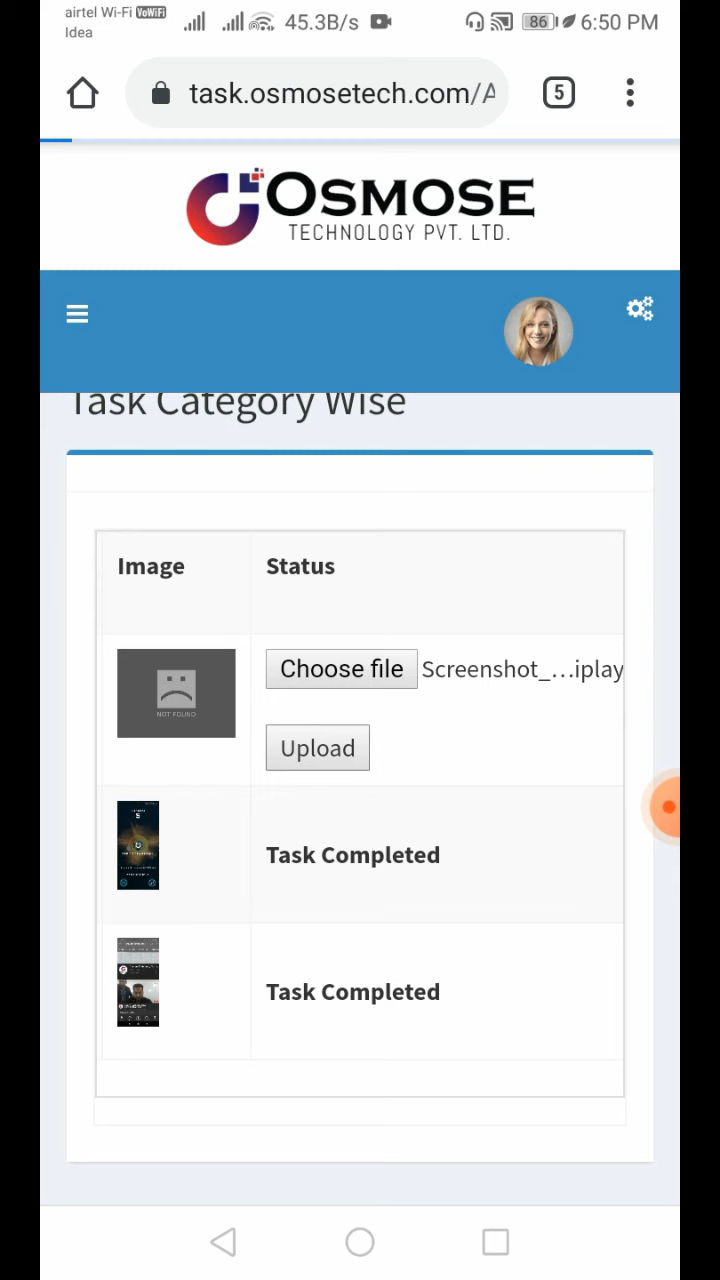 airtel Wi-Fi VoWiFi
Idea
45.3B/s
86
6:50 PM
task.osmosetech.com/A
5
OSMOSE
TECHNOLOGY PVT. LTD.
Task Category Wise
Image Status
Choose file Screenshot_...iplay
NOT FOUND
Upload
Task Completed
Task Completed